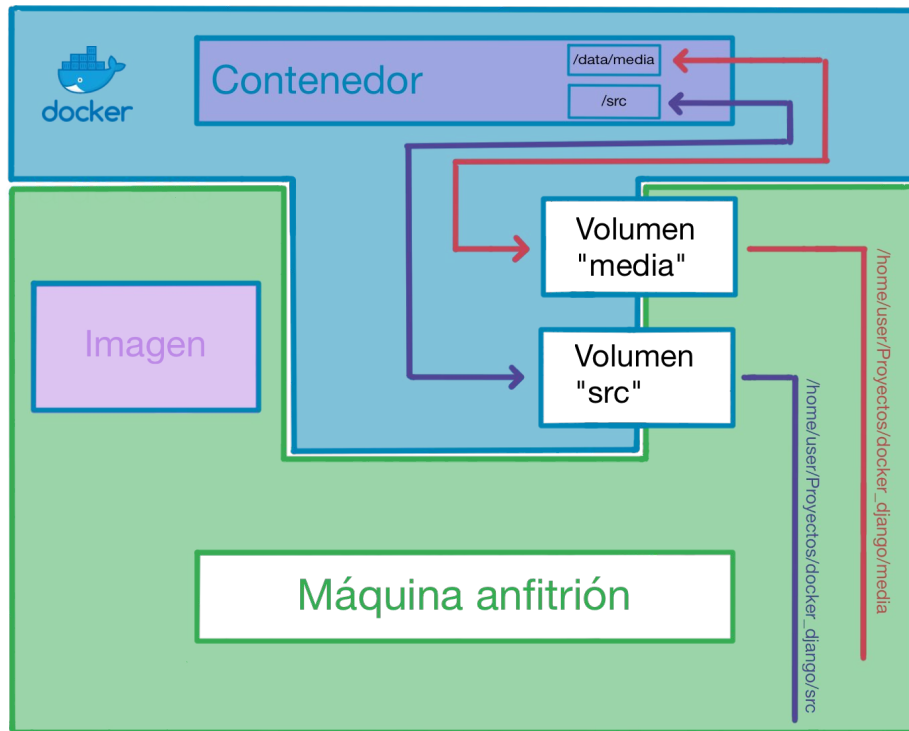 docker
Contenedor
/data/media
/src
Volumen
"media"
Imagen
Volumen
"src"
/home/user/Proyectos/docker_django/media
/home/user/Proyectos/docker_django/src
Máquina anfitrión